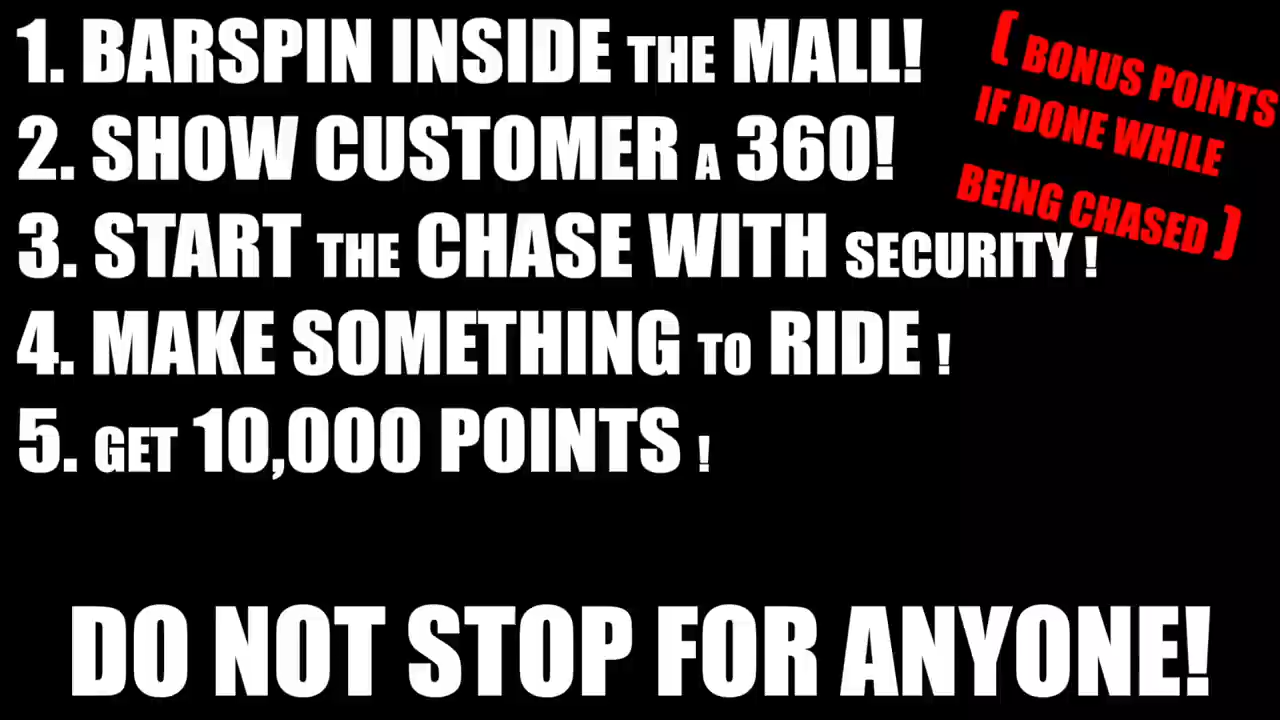 1. BARSPIN INSIDE THE MALL!
2. SHOW CUSTOMER A 360!
3. START THE CHASE WITH SECURITY !
4. MAKE SOMETHING TO RIDE !
5. GET 10,000 POINTS !
( BONUS POINTS
IF DONE WHILE
BEING CHASED )
DO NOT STOP FOR ANYONE!